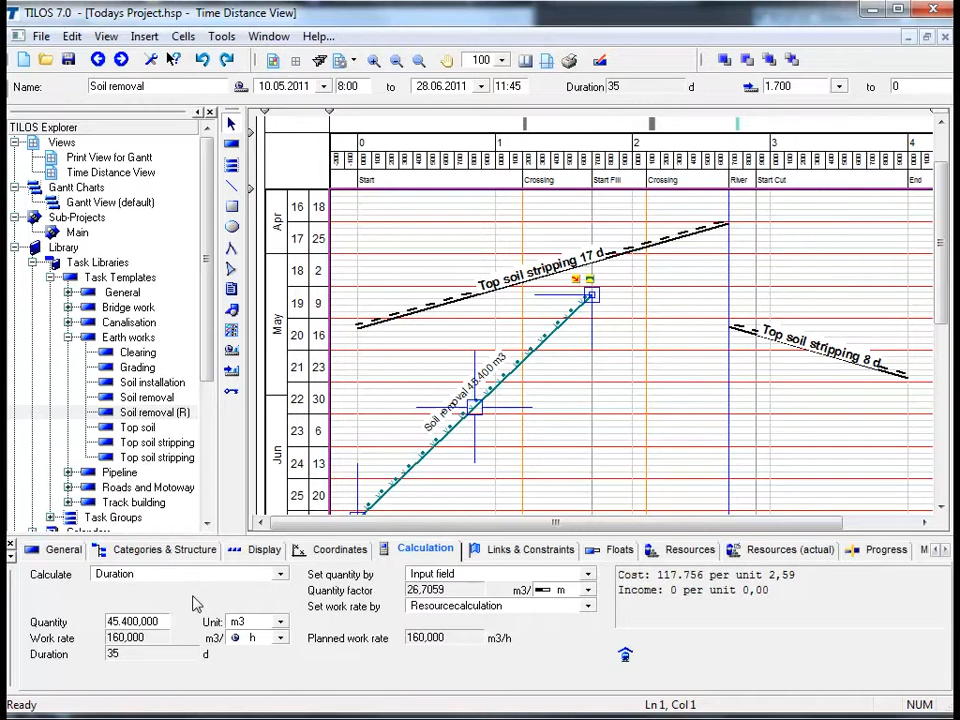 TILOS 7.0 - [Todays Project.hsp - Time Distance View]
File Edit View Insert Cells Tools Window Help...
100
Name: Soil removal 10.05.2011 8:00 to 28.06.2011 11:45 Duration 35 d 1.700 to 0
TILOS Explorer
Views
Print View for Gantt
Time Distance View
Gantt Charts
Gantt View (default)
Sub-Projects
Main
Library
Task Libraries
Task Templates
General
Bridge work
Canalisation
Earth works
Clearing
Grading
Soil installation
Soil removal
Soil removal (R)
Top soil
Top soil stripping
Top soil stripping
Pipeline
Roads and Motoway
Track building
Task Groups
0 1 2 3 4
Start Crossing Start Fill Crossing River Start Cut End
Apr
16 18
17 25
May
18 2
19 9
20 16
21 23
22 30
Jun
23 6
24 13
25 20
Top soil stripping 17 d
Soil removal 45.400 m3
Top soil stripping 8 d
General Categories & Structure Display Coordinates Calculation Links & Constraints Floats Resources Resources (actual) Progress M
Calculate Duration
Quantity 45.400,000 Unit: m3
Work rate 160,000 m3/ h
Duration 35 d
Set quantity by Input field
Quantity factor 26,7059 m3/ m
Set work rate by Resourcecalculation
Planned work rate 160,000 m3/h
Cost: 117.756 per unit 2,59
Income: 0 per unit 0,00
Ready Ln 1, Col 1 NUM